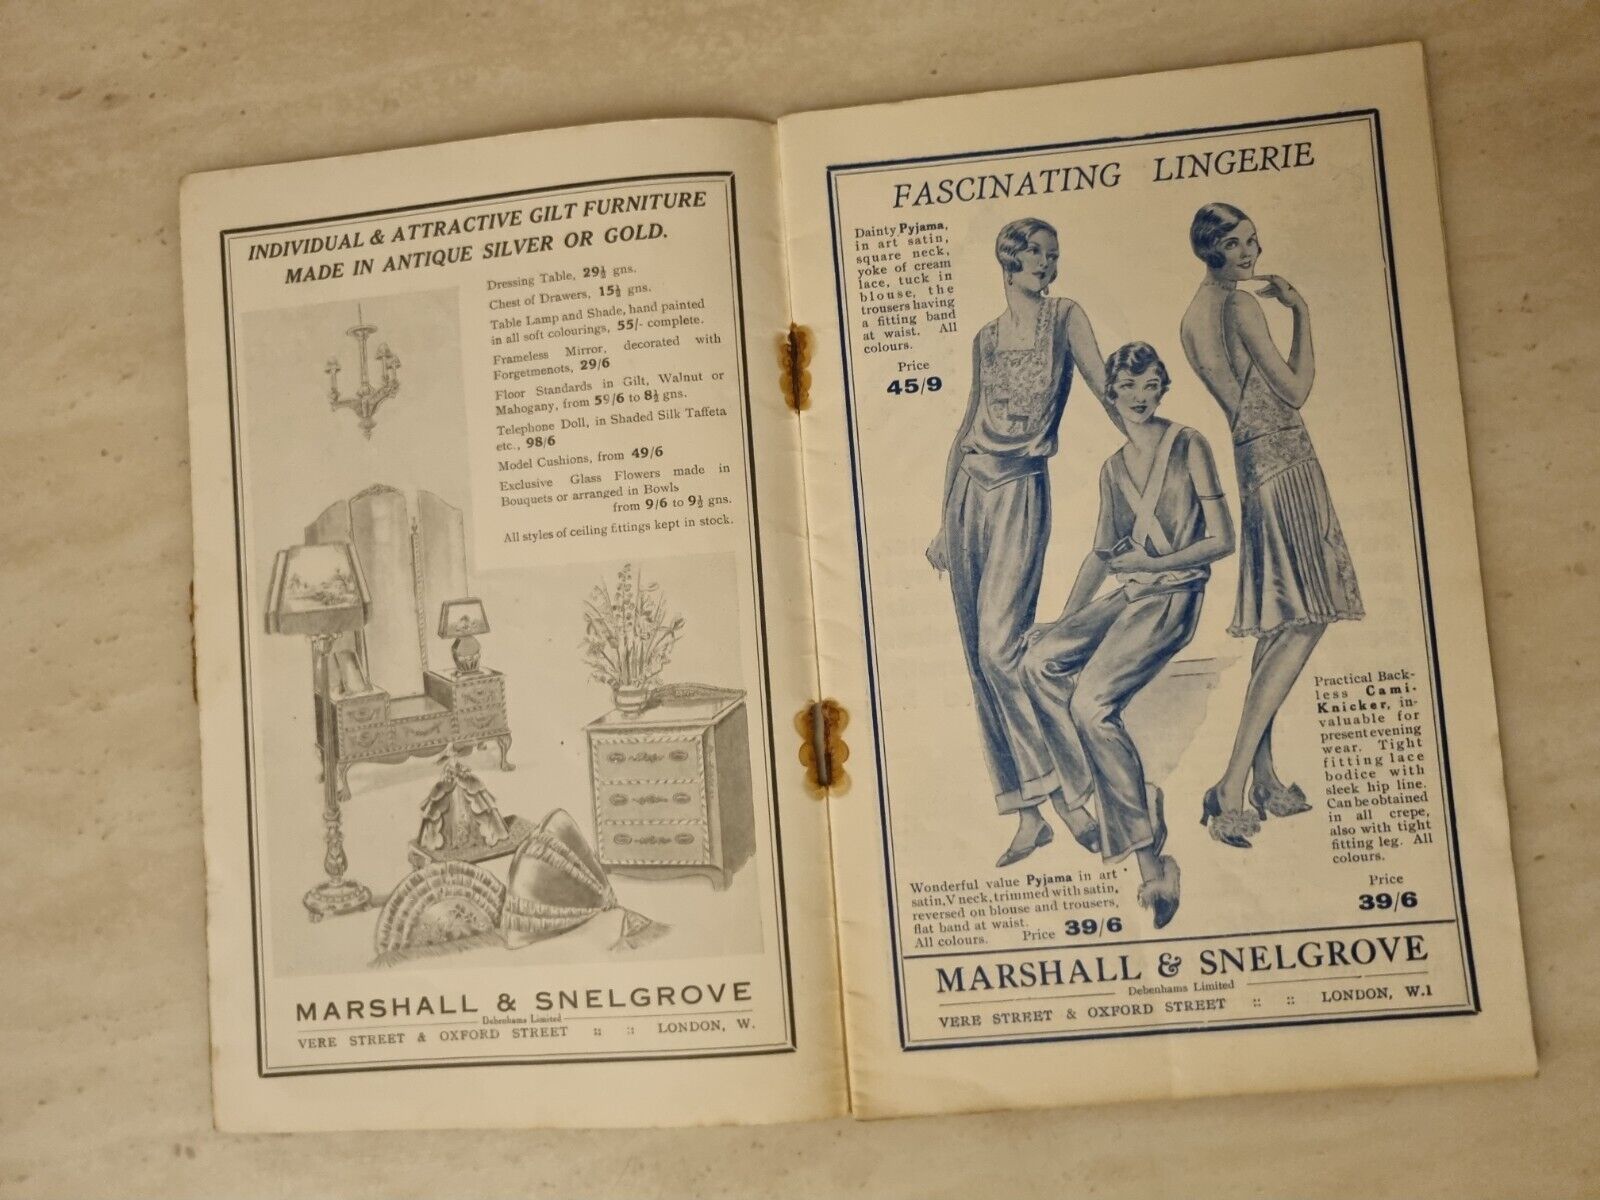 INDIVIDUAL & ATTRACTIVE GILT FURNITURE
MADE IN ANTIQUE SILVER OR GOLD.
Dressing Table, 29½ gns.
Chest of Drawers, 15½ gns.
Table Lamp and Shade, hand painted
in all soft colourings, 55/- complete.
Frameless Mirror, decorated with
Forgetmenots, 29/6
Floor Standards in Gilt, Walnut or
Mahogany, from 59/6 to 8½ gns.
Telephone Doll, in Shaded Silk Taffeta
etc., 98/6
Model Cushions, from 49/6
Exclusive Glass Flowers made in
Bouquets or arranged in Bowls
from 9/6 to 9½ gns.
All styles of ceiling fittings kept in stock.
MARSHALL & SNELGROVE
Debenhams Limited
VERE STREET & OXFORD STREET :: :: LONDON, W.
FASCINATING LINGERIE
Dainty Pyjama,
in art satin,
square neck,
yoke of cream
lace, tuck in
blouse, the
trousers having
a fitting band
at waist. All
colours.
Price
45/9
Practical Back-
less Cami-
Knicker, in-
valuable for
present evening
wear. Tight
fitting lace
bodice with
sleek hip line.
Can be obtained
in all crepe,
also with tight
fitting leg. All
colours.
Price
39/6
Wonderful value Pyjama in art
satin, V neck, trimmed with satin,
reversed on blouse and trousers,
flat band at waist.
All colours. Price 39/6
MARSHALL & SNELGROVE
Debenhams Limited
VERE STREET & OXFORD STREET :: :: LONDON, W.1